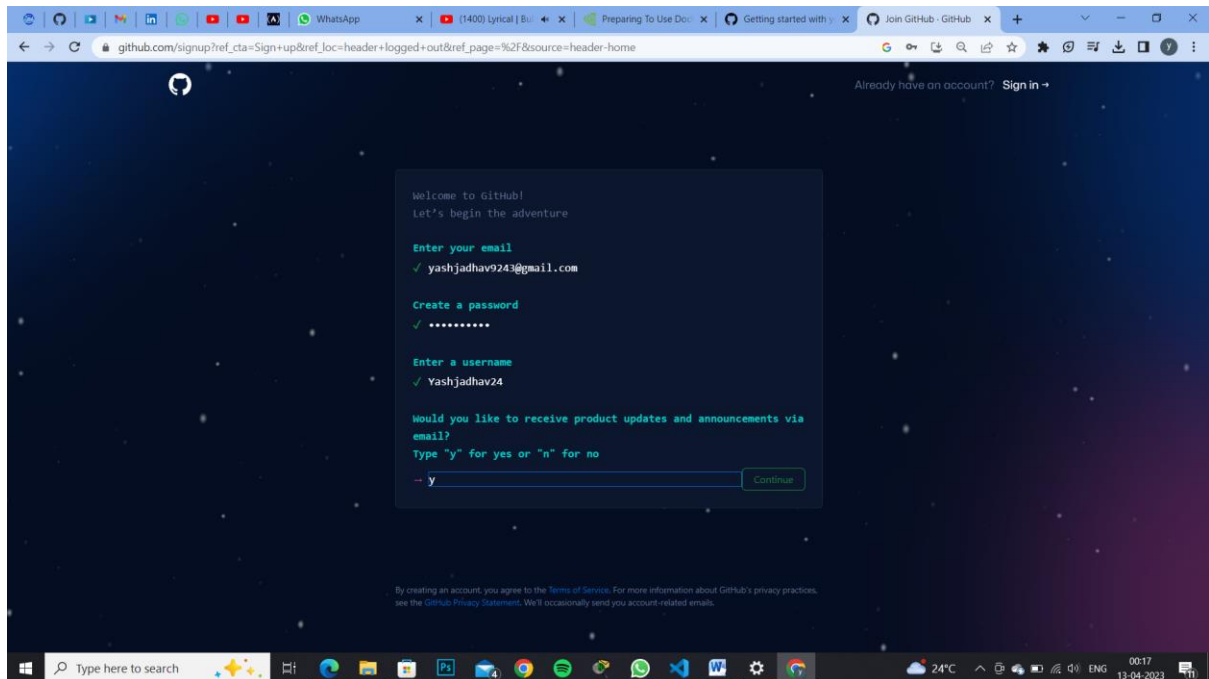 WhatsApp
(1400) Lyrical | Bul
Preparing To Use Doc
Getting started with y
Join GitHub · GitHub
github.com/signup?ref_cta=Sign+up&ref_loc=header+logged+out&ref_page=%2F&source=header-home
Already have an account? Sign in →
Welcome to GitHub!
Let's begin the adventure
Enter your email
✓ yashjadhav9243@gmail.com
Create a password
✓ ••••••••••
Enter a username
✓ Yashjadhav24
Would you like to receive product updates and announcements via
email?
Type "y" for yes or "n" for no
→ y
Continue
By creating an account, you agree to the Terms of Service. For more information about GitHub's privacy practices,
see the GitHub Privacy Statement. We'll occasionally send you account-related emails.
Type here to search
24°C
ENG
00:17
13-04-2023